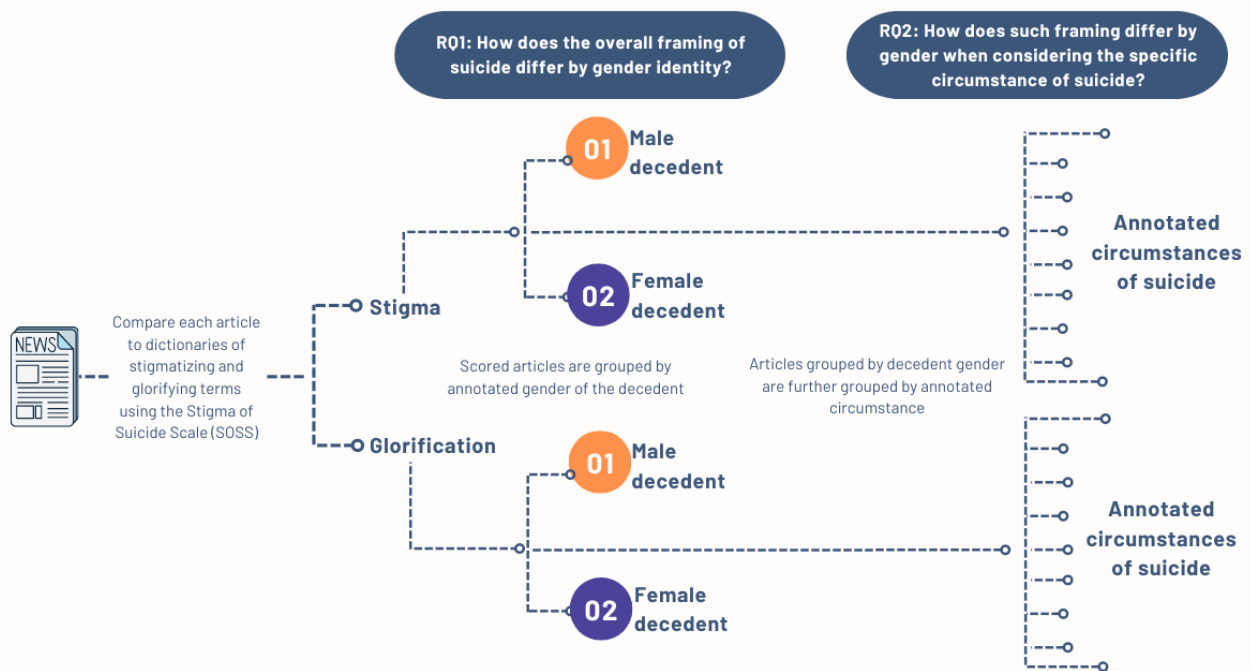 RQ1: How does the overall framing of
suicide differ by gender identity?
RQ2: How does such framing differ by
gender when considering the specific
circumstance of suicide?
01
Male
decedent
02
Female
decedent
Annotated
circumstances
of suicide
Stigma
NEWS
Compare each article
to dictionaries of
stigmatizing and
glorifying terms
using the Stigma of
Suicide Scale (SOSS)
Scored articles are grouped by
annotated gender of the decedent
Articles grouped by decedent gender
are further grouped by annotated
circumstance
Glorification
01
Male
decedent
02
Female
decedent
Annotated
circumstances
of suicide